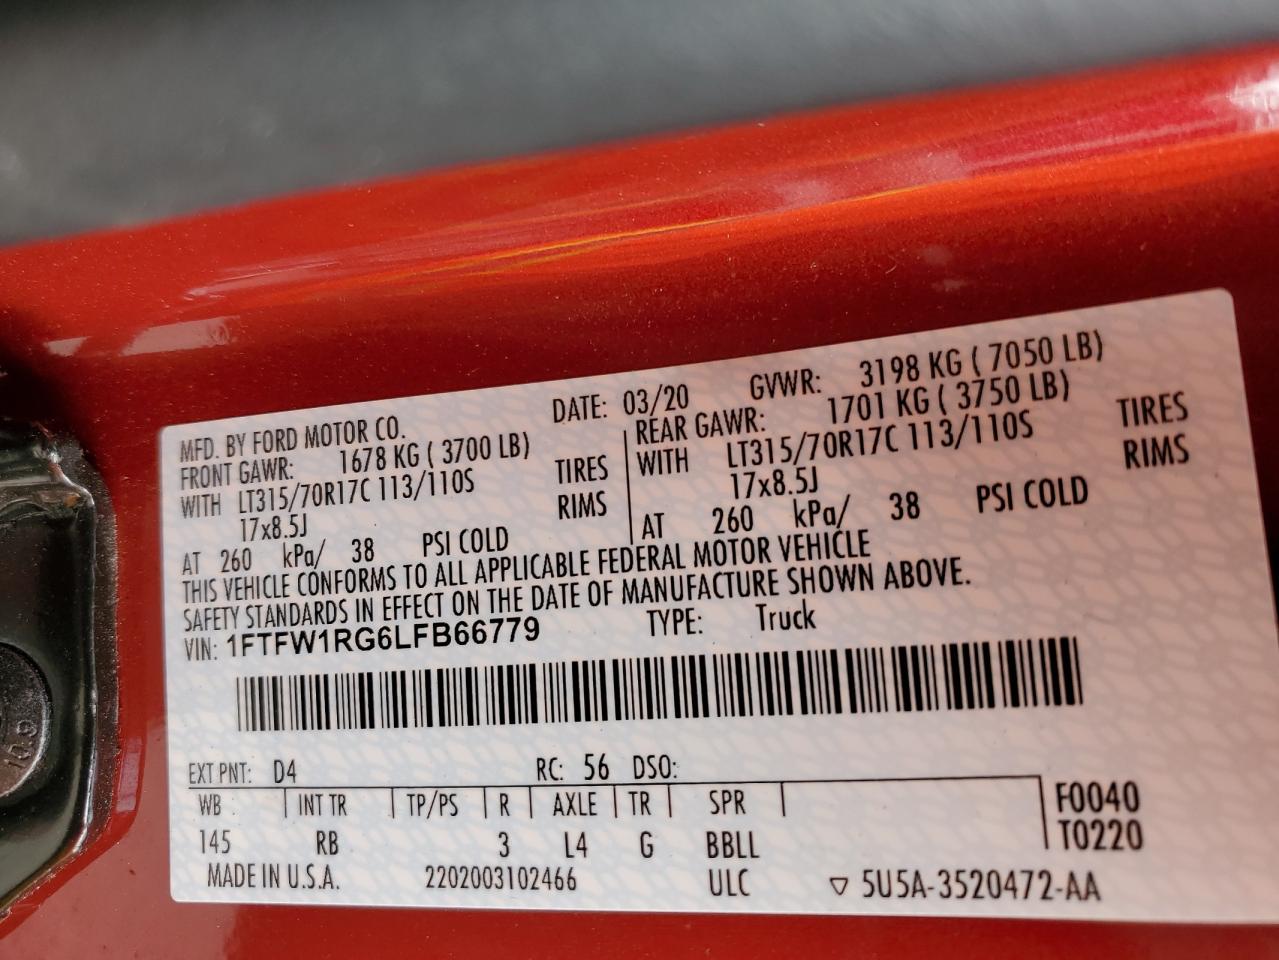 MFD. BY FORD MOTOR CO. DATE: 03/20 GVWR: 3198 KG ( 7050 LB)
FRONT GAWR: 1678 KG ( 3700 LB) REAR GAWR: 1701 KG ( 3750 LB)
WITH LT315/70R17C 113/110S TIRES WITH LT315/70R17C 113/110S TIRES
17x8.5J RIMS 17x8.5J RIMS
AT 260 kPa/ 38 PSI COLD AT 260 kPa/ 38 PSI COLD
THIS VEHICLE CONFORMS TO ALL APPLICABLE FEDERAL MOTOR VEHICLE
SAFETY STANDARDS IN EFFECT ON THE DATE OF MANUFACTURE SHOWN ABOVE.
VIN: 1FTFW1RG6LFB66779 TYPE: Truck
EXT PNT: D4 RC: 56 DSO:
WB INT TR TP/PS R AXLE TR SPR F0040
145 RB 3 L4 G BBLL T0220
MADE IN U.S.A. 2202003102466 ULC ▽ 5U5A-3520472-AA
10.9